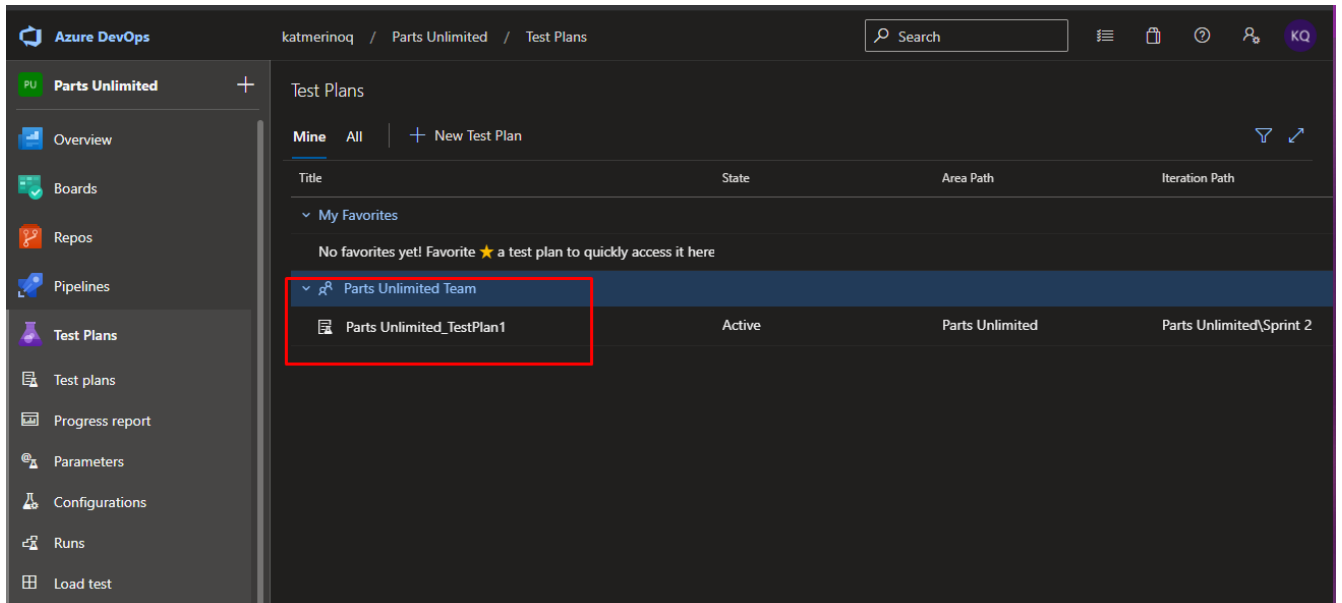 Azure DevOps
katmerinoq / Parts Unlimited / Test Plans
Search
KQ
PU Parts Unlimited
Overview
Boards
Repos
Pipelines
Test Plans
Test plans
Progress report
Parameters
Configurations
Runs
Load test
Test Plans
Mine All New Test Plan
Title State Area Path Iteration Path
My Favorites
No favorites yet! Favorite ★ a test plan to quickly access it here
Parts Unlimited Team
Parts Unlimited_TestPlan1 Active Parts Unlimited Parts Unlimited\Sprint 2